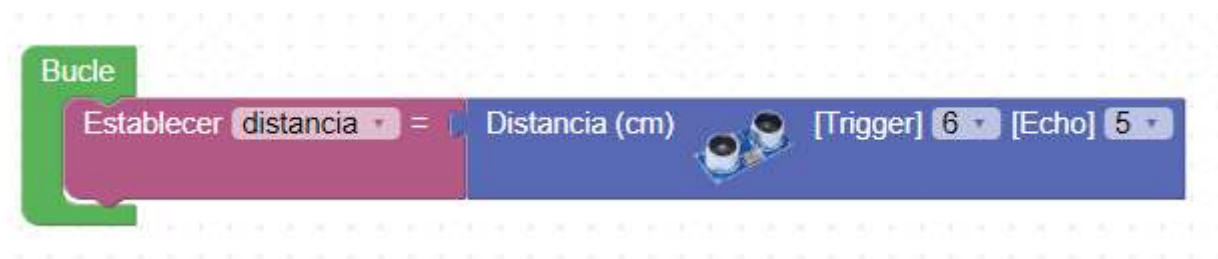 Bucle
Establecer distancia = Distancia (cm) [Trigger] 6 [Echo] 5